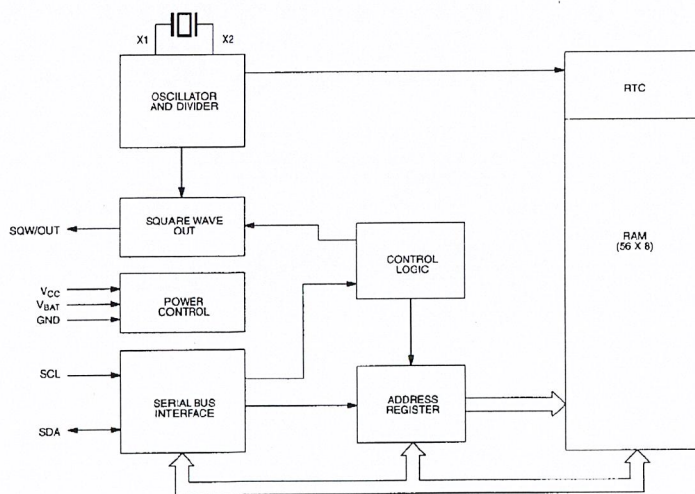 X1
X2
OSCILLATOR
AND DIVIDER
RTC
SQUARE WAVE
OUT
SQW/OUT
CONTROL
LOGIC
RAM
(56 X 8)
VCC
VBAT
GND
POWER
CONTROL
SCL
SDA
SERIAL BUS
INTERFACE
ADDRESS
REGISTER